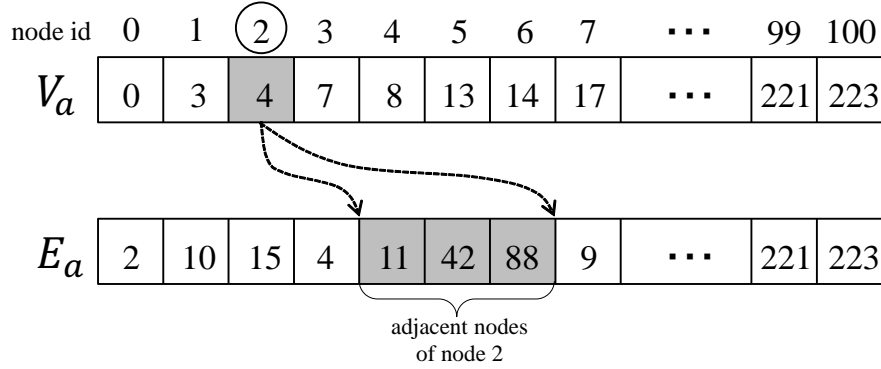 node id 0 1 2 3 4 5 6 7 ··· 99 100
Va 0 3 4 7 8 13 14 17 ··· 221 223
Ea 2 10 15 4 11 42 88 9 ··· 221 223
adjacent nodes
of node 2